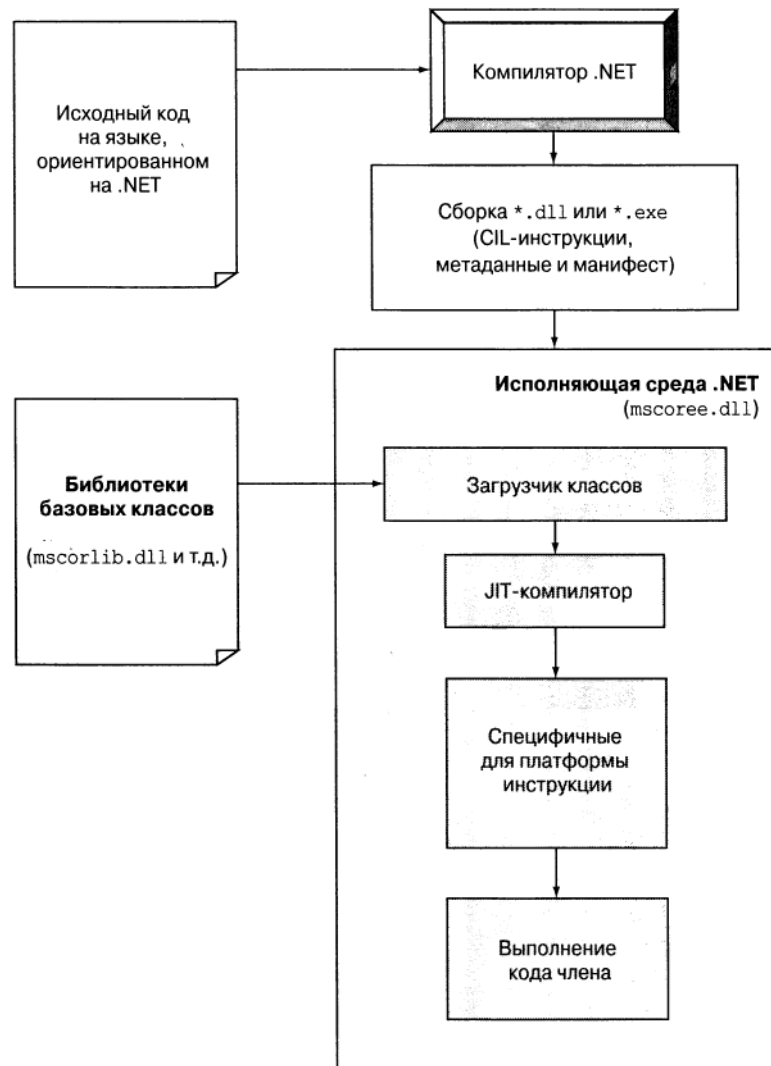 Компилятор .NET
Исходный код
на языке,
ориентированном
на .NET
Сборка *.dll или *.exe
(CIL-инструкции,
метаданные и манифест)
Исполняющая среда .NET
(mscoree.dll)
Библиотеки
базовых классов
(mscorlib.dll и т.д.)
Загрузчик классов
JIT-компилятор
Специфичные
для платформы
инструкции
Выполнение
кода члена